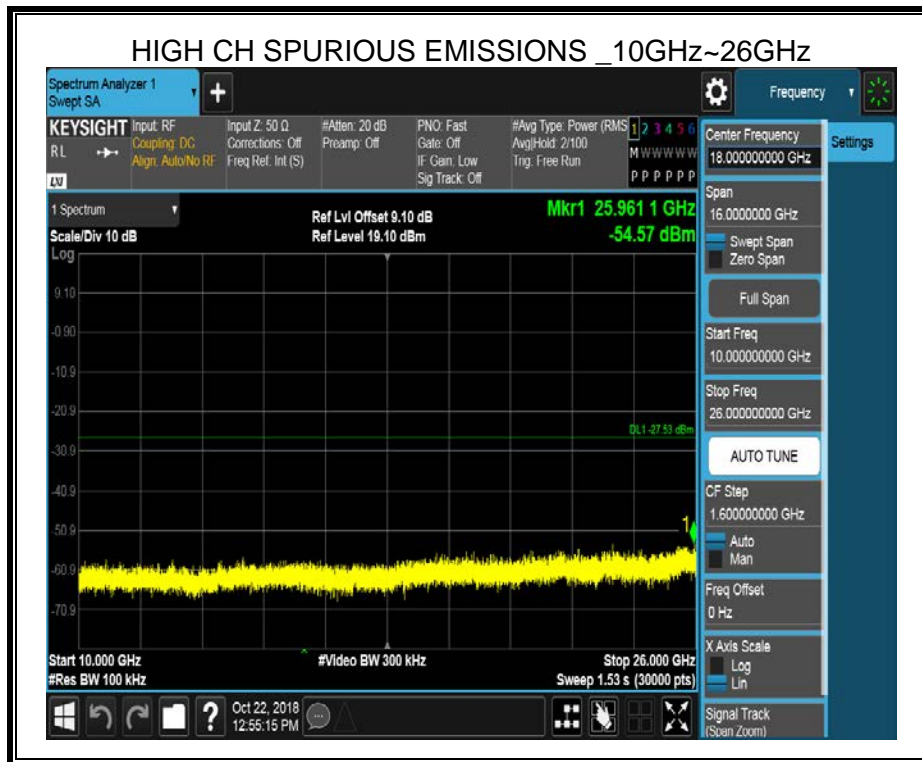 HIGH CH SPURIOUS EMISSIONS _10GHz~26GHz
Spectrum Analyzer 1
Swept SA
Frequency
KEYSIGHT
RL
Input: RF
Coupling: DC
Align: Auto/No RF
Input Z: 50 Ω
Corrections: Off
Freq Ref: Int (S)
#Atten: 20 dB
Preamp: Off
PNO: Fast
Gate: Off
IF Gain: Low
Sig Track: Off
#Avg Type: Power (RMS
Avg|Hold: 2/100
Trig: Free Run
1 2 3 4 5 6
M W W W W W
P P P P P P
Settings
Center Frequency
18.000000000 GHz
Span
16.0000000 GHz
Swept Span
Zero Span
Full Span
Start Freq
10.000000000 GHz
Stop Freq
26.000000000 GHz
AUTO TUNE
CF Step
1.600000000 GHz
Auto
Man
Freq Offset
0 Hz
X Axis Scale
Log
Lin
Signal Track
(Span Zoom)
1 Spectrum
Scale/Div 10 dB
Log
Ref Lvl Offset 9.10 dB
Ref Level 19.10 dBm
Mkr1 25.961 1 GHz
-54.57 dBm
9.10
-0.90
-10.9
-20.9
DL1 -27.53 dBm
-30.9
-40.9
-50.9
1
-60.9
-70.9
Start 10.000 GHz
#Video BW 300 kHz
Stop 26.000 GHz
#Res BW 100 kHz
Sweep 1.53 s (30000 pts)
?
Oct 22, 2018
12:55:15 PM